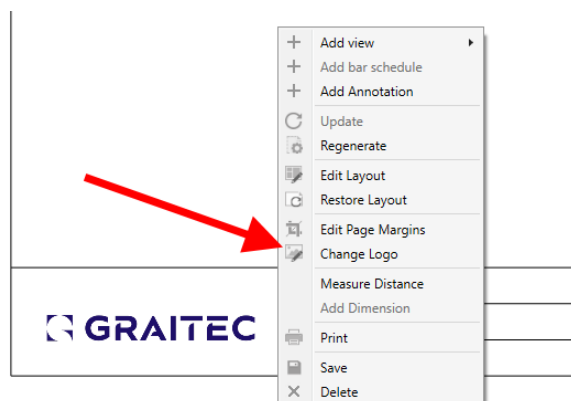 Add view
Add bar schedule
Add Annotation
Update
Regenerate
Edit Layout
Restore Layout
Edit Page Margins
Change Logo
Measure Distance
Add Dimension
Print
Save
Delete
GRAITEC